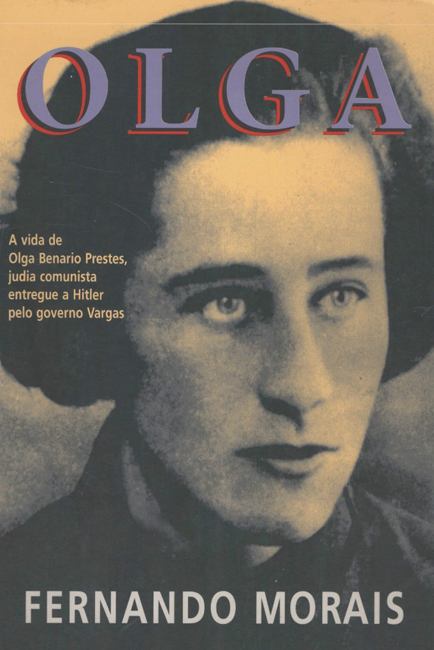 OLGA
A vida de
Olga Benario Prestes,
judia comunista
entregue a Hitler
pelo governo Vargas
FERNANDO MORAIS